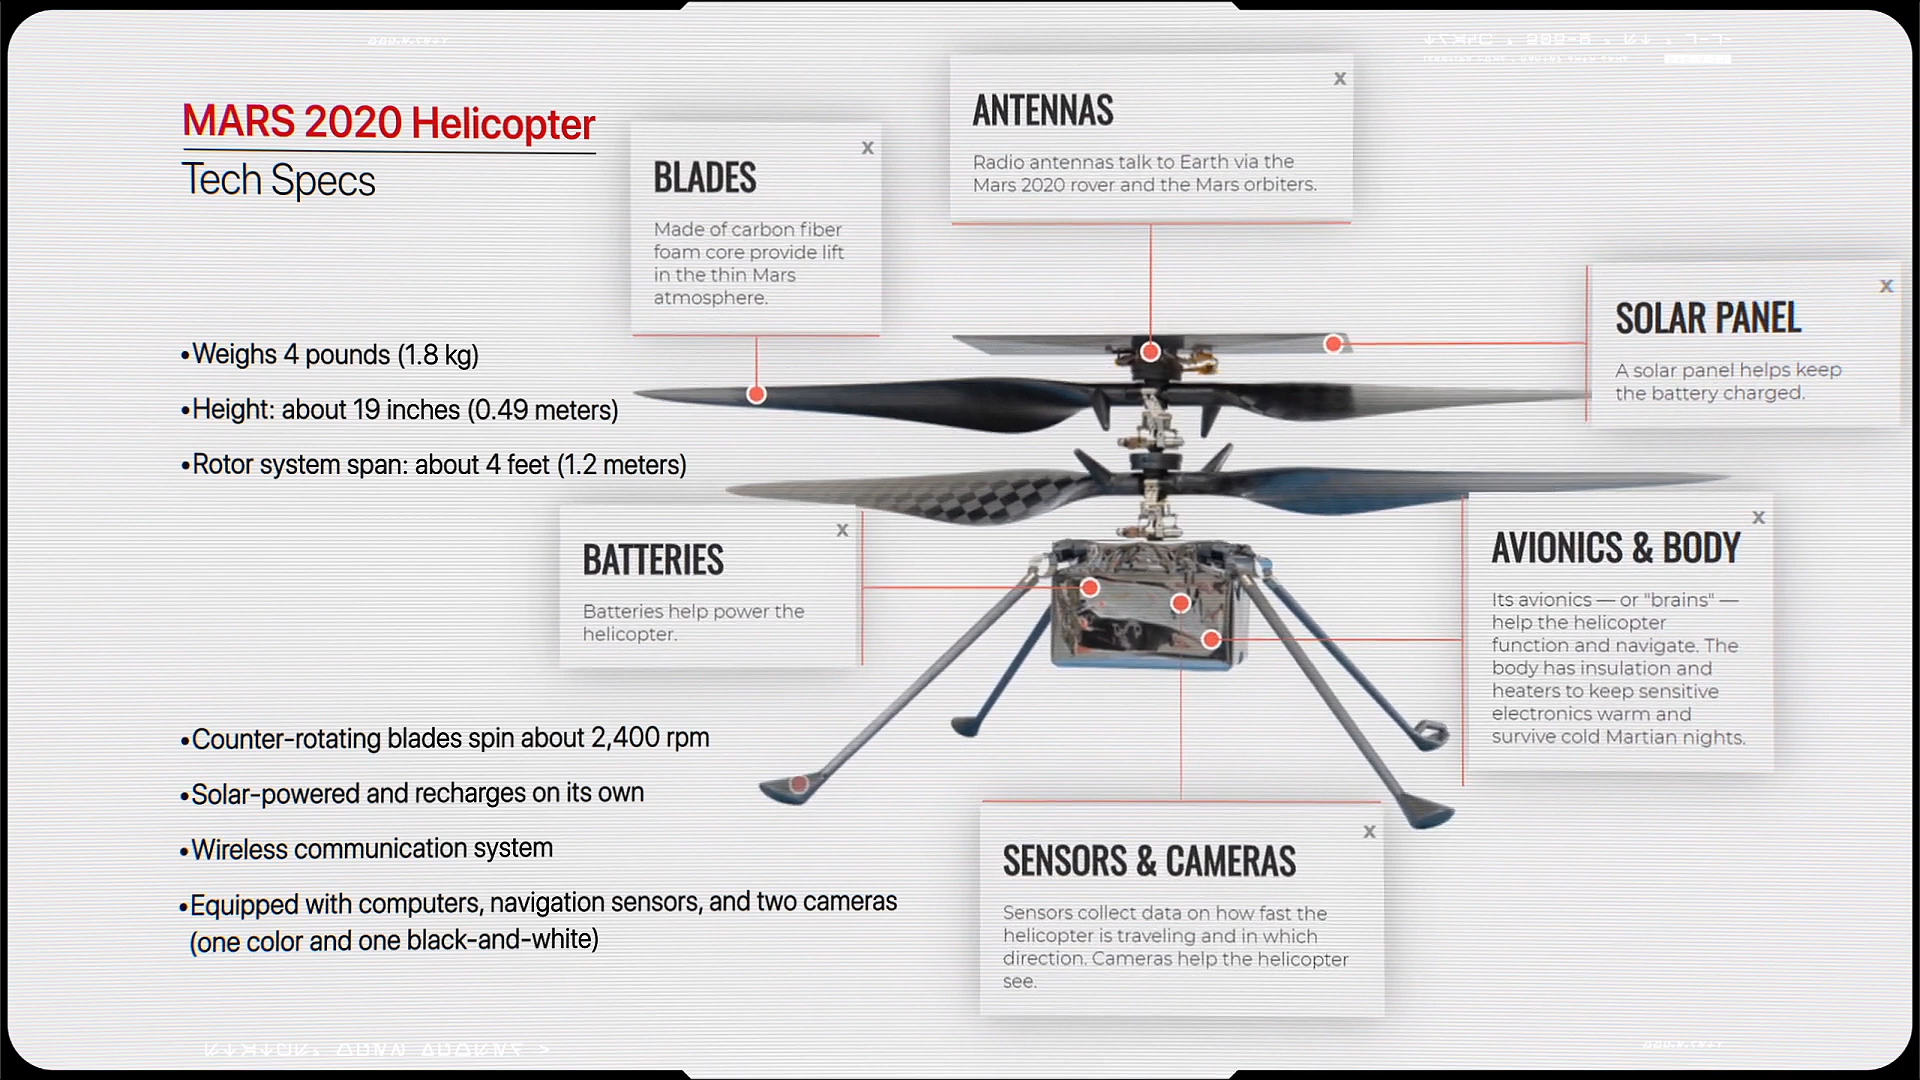 MARS 2020 Helicopter
Tech Specs
•Weighs 4 pounds (1.8 kg)
•Height: about 19 inches (0.49 meters)
•Rotor system span: about 4 feet (1.2 meters)
•Counter-rotating blades spin about 2,400 rpm
•Solar-powered and recharges on its own
•Wireless communication system
•Equipped with computers, navigation sensors, and two cameras
(one color and one black-and-white)
x
BLADES
Made of carbon fiber
foam core provide lift
in the thin Mars
atmosphere.
x
ANTENNAS
Radio antennas talk to Earth via the
Mars 2020 rover and the Mars orbiters.
x
SOLAR PANEL
A solar panel helps keep
the battery charged.
x
BATTERIES
Batteries help power the
helicopter.
x
AVIONICS & BODY
Its avionics — or "brains" —
help the helicopter
function and navigate. The
body has insulation and
heaters to keep sensitive
electronics warm and
survive cold Martian nights.
x
SENSORS & CAMERAS
Sensors collect data on how fast the
helicopter is traveling and in which
direction. Cameras help the helicopter
see.